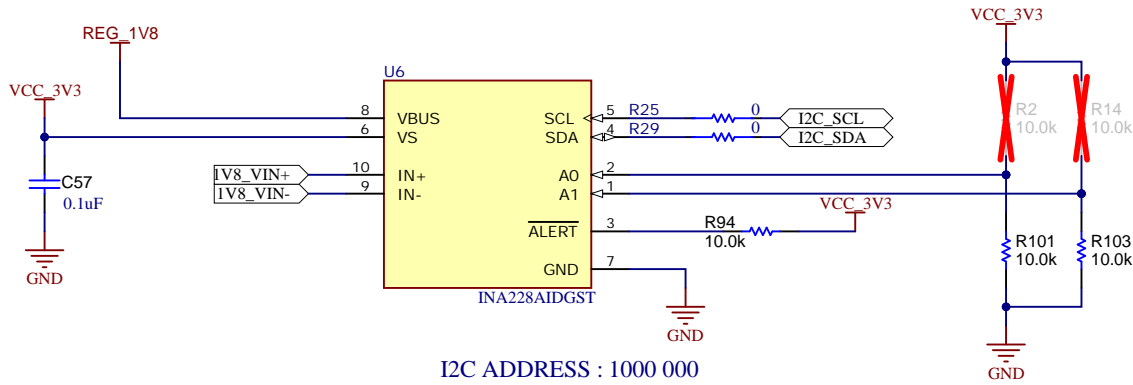 REG_1V8
VCC_3V3
C57
0.1uF
GND
1V8_VIN+
1V8_VIN-
U6
8 VBUS
6 VS
10 IN+
9 IN-
SCL 5
SDA 4
A0 2
A1 1
ALERT 3
GND 7
INA228AIDGST
R25 0 I2C_SCL
R29 0 I2C_SDA
R94
10.0k
VCC_3V3
GND
VCC_3V3
R2
10.0k
R14
10.0k
R101
10.0k
R103
10.0k
GND
I2C ADDRESS : 1000 000